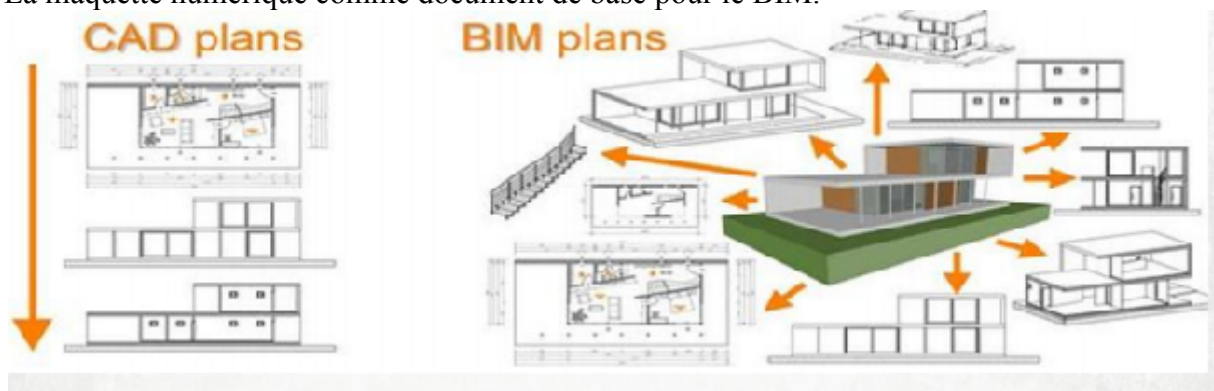 La maquette numérique comme document de base pour le BIM.
CAD plans
BIM plans